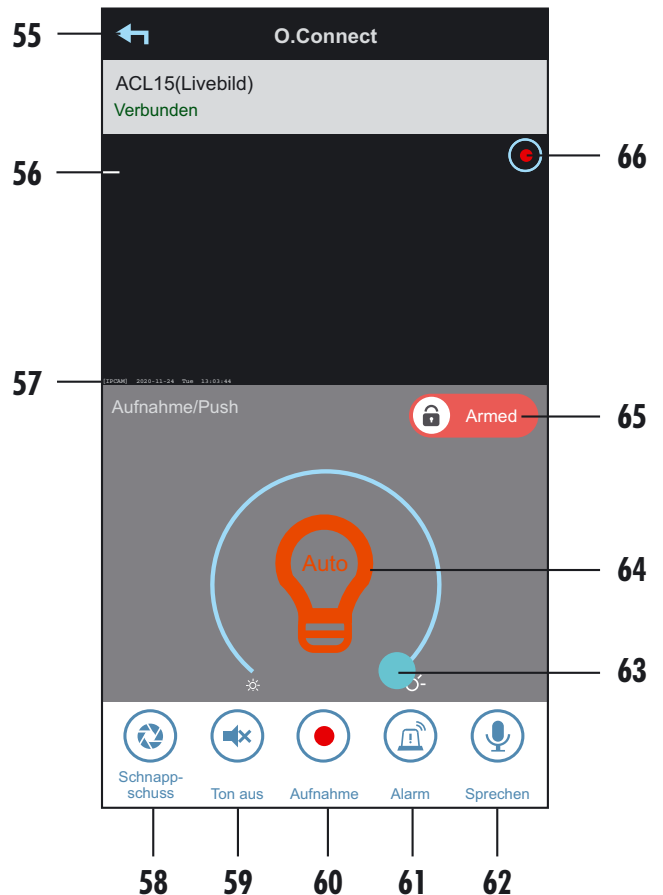 55
O.Connect
ACL15(Livebild)
Verbunden
56
66
57
[IPCAM] 2020-11-24 Tue 13:03:44
Aufnahme/Push
Armed
65
Auto
64
63
Schnapp-
schuss
Ton aus
Aufnahme
Alarm
Sprechen
58
59
60
61
62